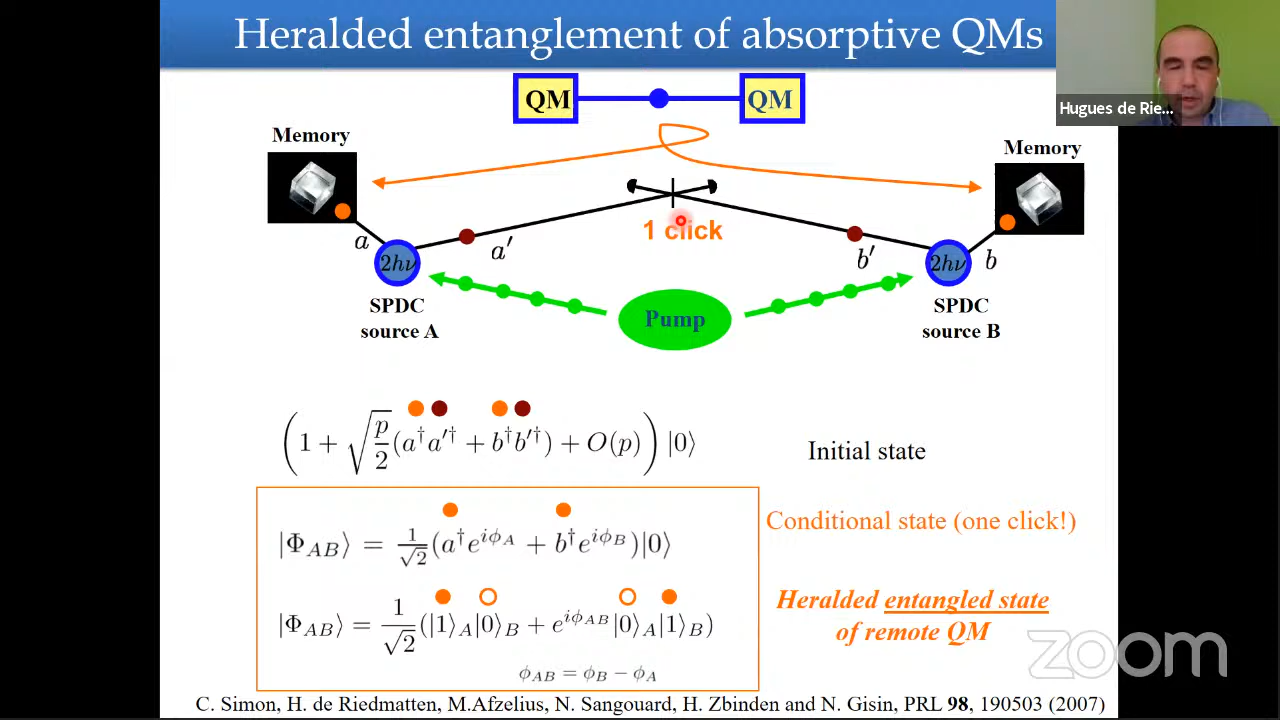 Heralded entanglement of absorptive QMs
Hugues de Rie...
QM QM
Memory
Memory
1 click
a a′ b′ b
2hν 2hν
SPDC
source A
Pump
SPDC
source B
(1 + √(p/2)(a†a′† + b†b′†) + O(p)) |0⟩
Initial state
Conditional state (one click!)
|Φ_AB⟩ = 1/√2 (a†e^{iϕ_A} + b†e^{iϕ_B})|0⟩
Heralded entangled state
of remote QM
|Φ_AB⟩ = 1/√2 (|1⟩_A|0⟩_B + e^{iϕ_AB}|0⟩_A|1⟩_B)
ϕ_AB = ϕ_B − ϕ_A
zoom
C. Simon, H. de Riedmatten, M.Afzelius, N. Sangouard, H. Zbinden and N. Gisin, PRL 98, 190503 (2007)